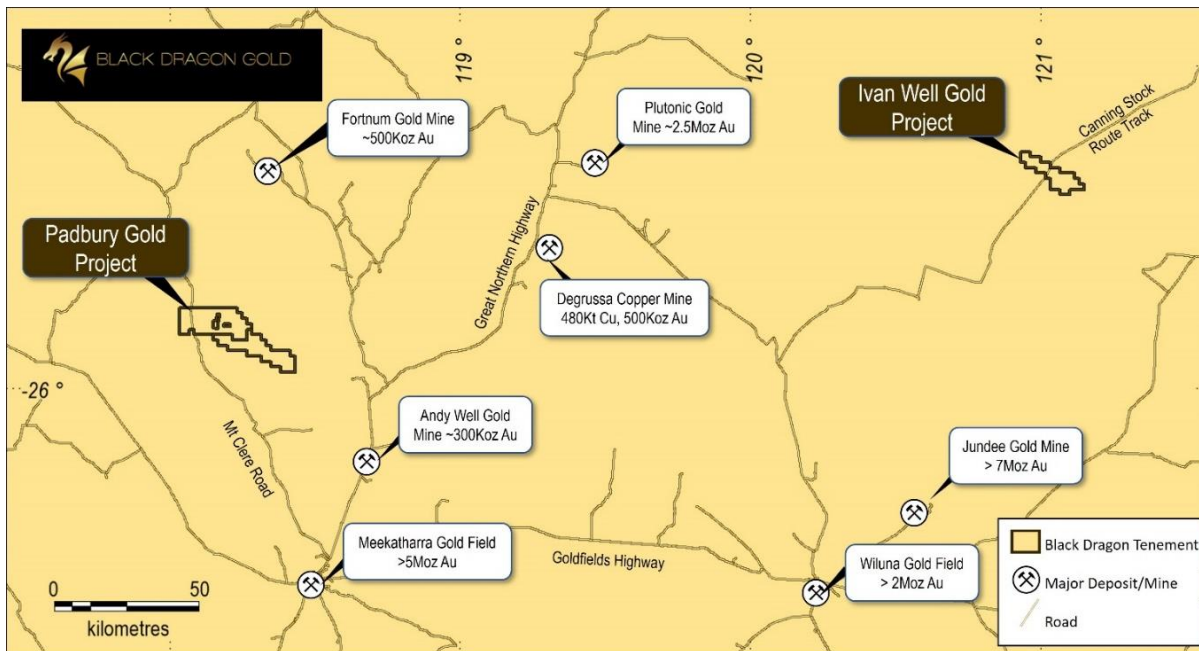 BLACK DRAGON GOLD
119 °
120 °
121 °
Fortnum Gold Mine
~500Koz Au
Plutonic Gold
Mine ~2.5Moz Au
Ivan Well Gold
Project
Canning Stock
Route Track
Padbury Gold
Project
Great Northern Highway
Degrussa Copper Mine
480Kt Cu, 500Koz Au
-26 °
Mt Clere Road
Andy Well Gold
Mine ~300Koz Au
Jundee Gold Mine
> 7Moz Au
Meekatharra Gold Field
>5Moz Au
Goldfields Highway
Wiluna Gold Field
> 2Moz Au
0 50
kilometres
Black Dragon Tenement
Major Deposit/Mine
Road